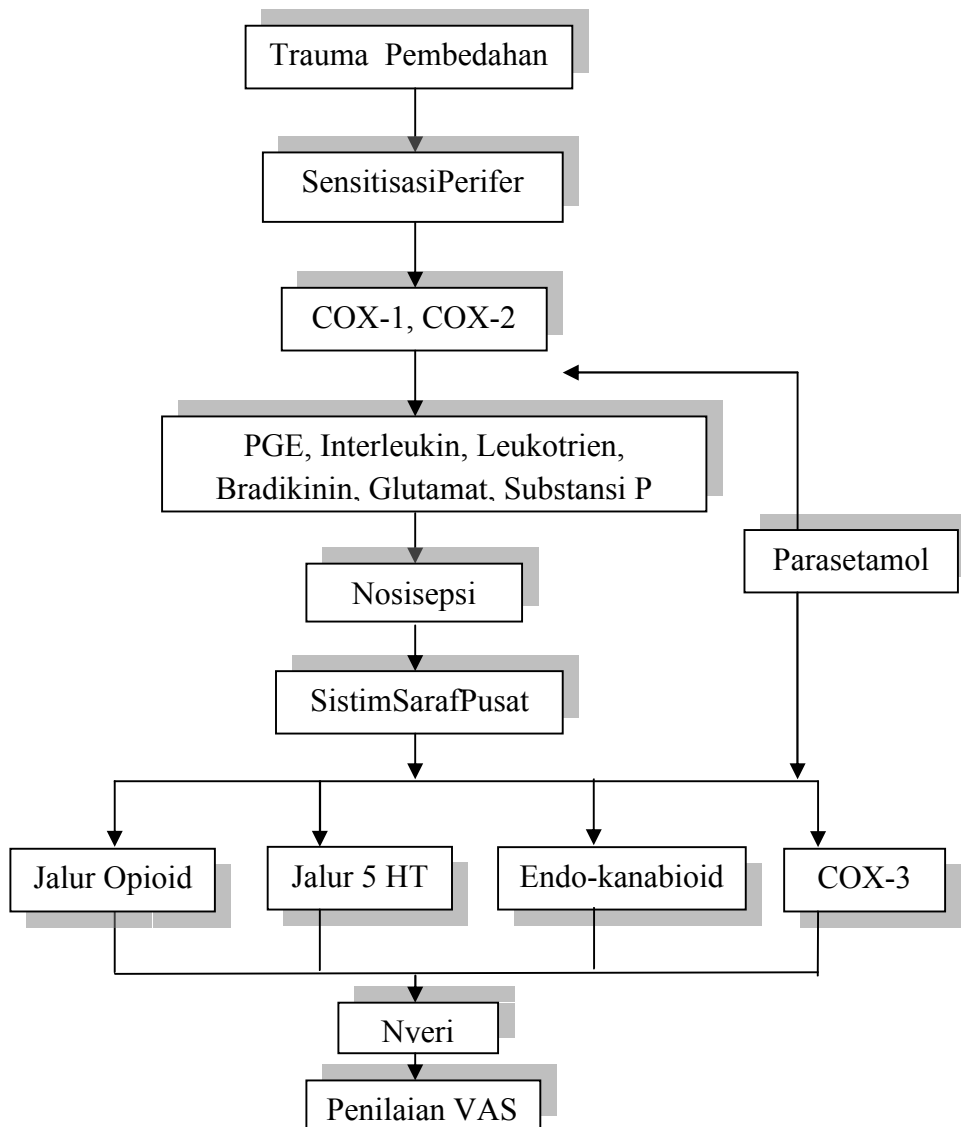 Trauma Pembedahan
SensitisasiPerifer
COX-1, COX-2
PGE, Interleukin, Leukotrien,
Bradikinin, Glutamat, Substansi P
Parasetamol
Nosisepsi
SistimSarafPusat
Jalur Opioid
Jalur 5 HT
Endo-kanabioid
COX-3
Nyeri
Penilaian VAS